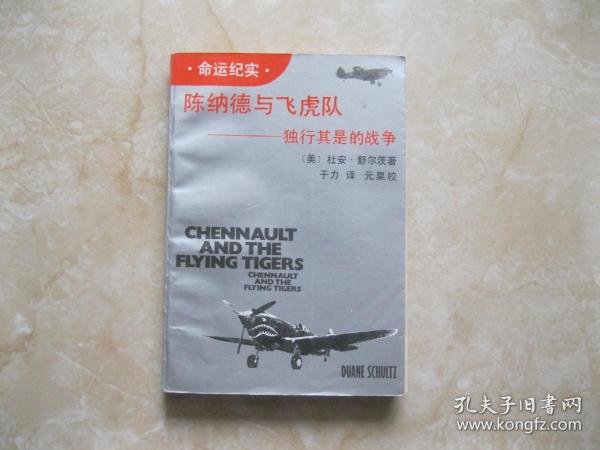 ·命运纪实·
陈纳德与飞虎队
——独行其是的战争
〔美〕杜安·舒尔茨著
于力 译 元杲校
CHENNAULT
AND THE
FLYING TIGERS
CHENNAULT
AND THE
FLYING TIGERS
DUANE SCHULTZ
孔夫子旧书网
www.kongfz.com